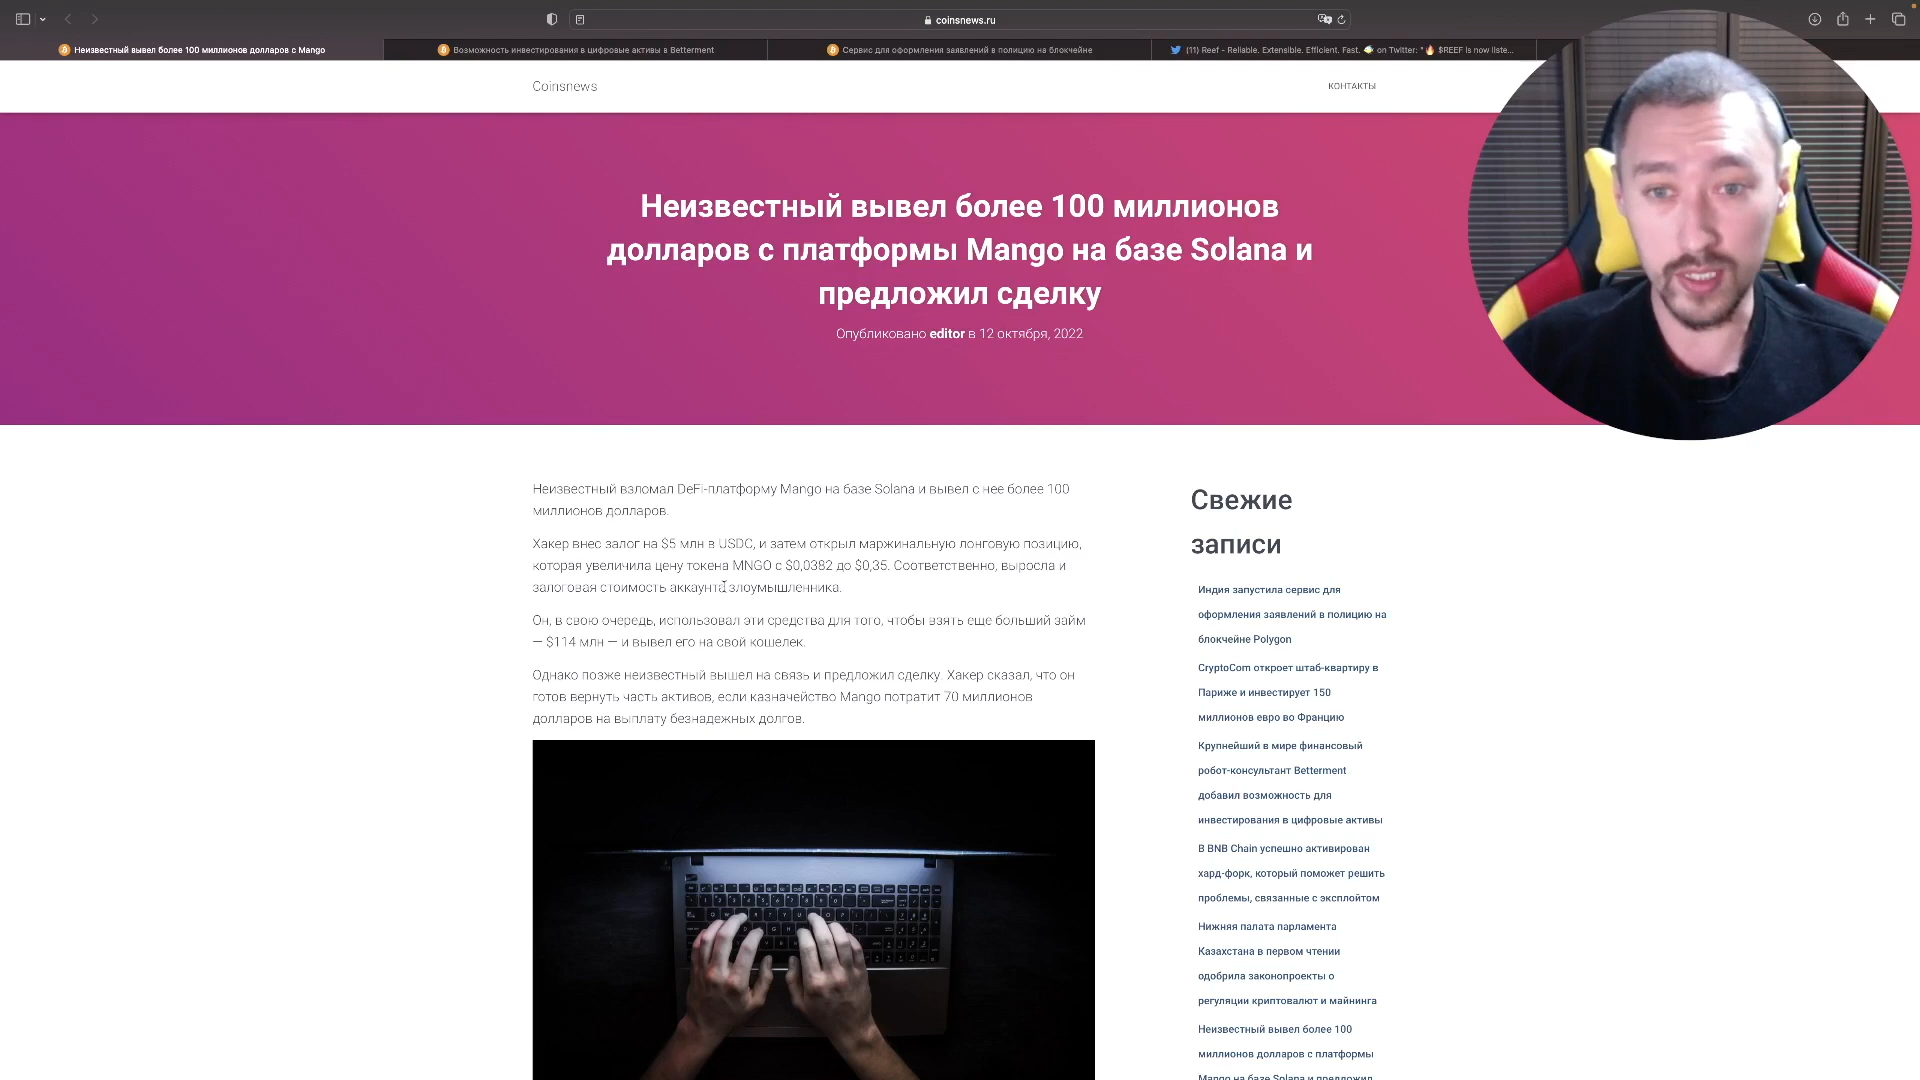 coinsnews.ru
Неизвестный вывел более 100 миллионов долларов с Mango
Возможность инвестирования в цифровые активы в Betterment
Сервис для оформления заявлений в полицию на блокчейне
(11) Reef - Reliable. Extensible. Efficient. Fast. on Twitter: "🔥 $REEF is now liste...
Coinsnews
КОНТАКТЫ
Неизвестный вывел более 100 миллионов
долларов с платформы Mango на базе Solana и
предложил сделку
Опубликовано editor в 12 октября, 2022
Неизвестный взломал DeFi-платформу Mango на базе Solana и вывел с нее более 100
миллионов долларов.
Хакер внес залог на $5 млн в USDC, и затем открыл маржинальную лонговую позицию,
которая увеличила цену токена MNGO с $0,0382 до $0,35. Соответственно, выросла и
залоговая стоимость аккаунта злоумышленника.
Он, в свою очередь, использовал эти средства для того, чтобы взять еще больший займ
— $114 млн — и вывел его на свой кошелек.
Однако позже неизвестный вышел на связь и предложил сделку. Хакер сказал, что он
готов вернуть часть активов, если казначейство Mango потратит 70 миллионов
долларов на выплату безнадежных долгов.
Свежие
записи
Индия запустила сервис для
оформления заявлений в полицию на
блокчейне Polygon
CryptoCom откроет штаб-квартиру в
Париже и инвестирует 150
миллионов евро во Францию
Крупнейший в мире финансовый
робот-консультант Betterment
добавил возможность для
инвестирования в цифровые активы
В BNB Chain успешно активирован
хард-форк, который поможет решить
проблемы, связанные с эксплойтом
Нижняя палата парламента
Казахстана в первом чтении
одобрила законопроекты о
регуляции криптовалют и майнинга
Неизвестный вывел более 100
миллионов долларов с платформы
Mango на базе Solana и предложил